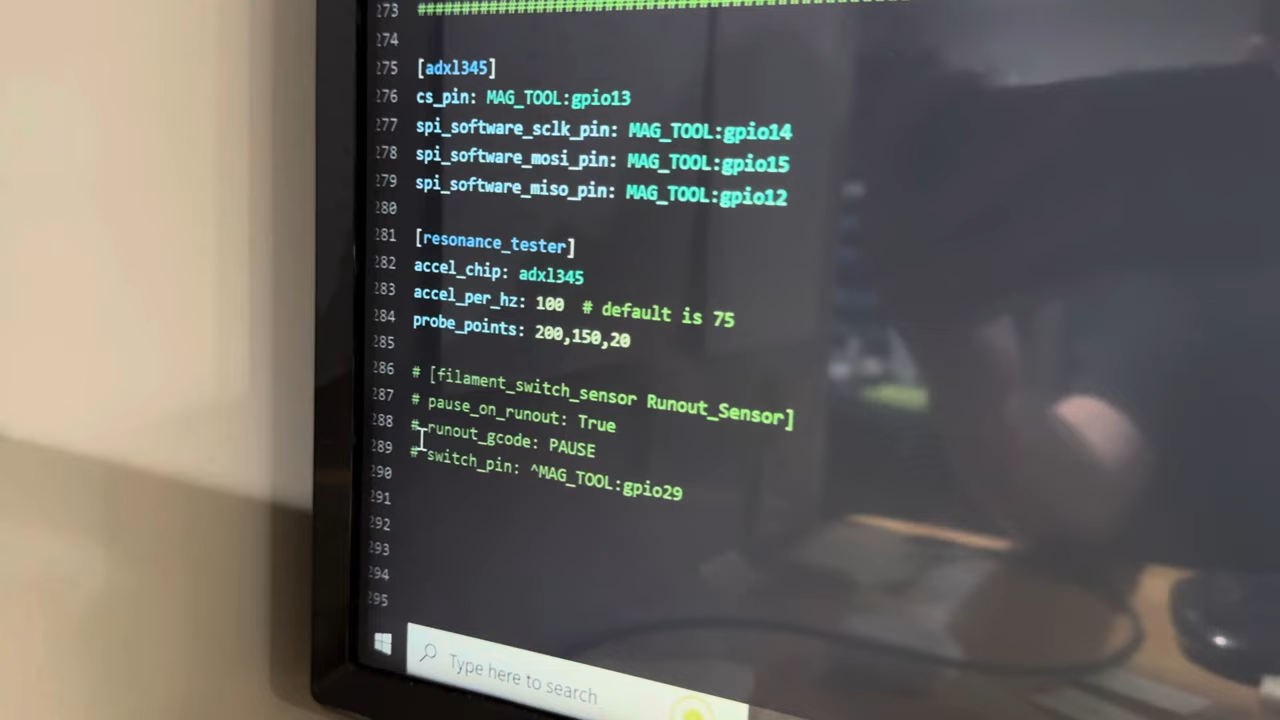 273 ##################################################
274
275 [adxl345]
276 cs_pin: MAG_TOOL:gpio13
277 spi_software_sclk_pin: MAG_TOOL:gpio14
278 spi_software_mosi_pin: MAG_TOOL:gpio15
279 spi_software_miso_pin: MAG_TOOL:gpio12
280
281 [resonance_tester]
282 accel_chip: adxl345
283 accel_per_hz: 100 # default is 75
284 probe_points: 200,150,20
285
286 # [filament_switch_sensor Runout_Sensor]
287 # pause_on_runout: True
288 # runout_gcode: PAUSE
289 # switch_pin: ^MAG_TOOL:gpio29
290
291
292
293
294
295
Type here to search